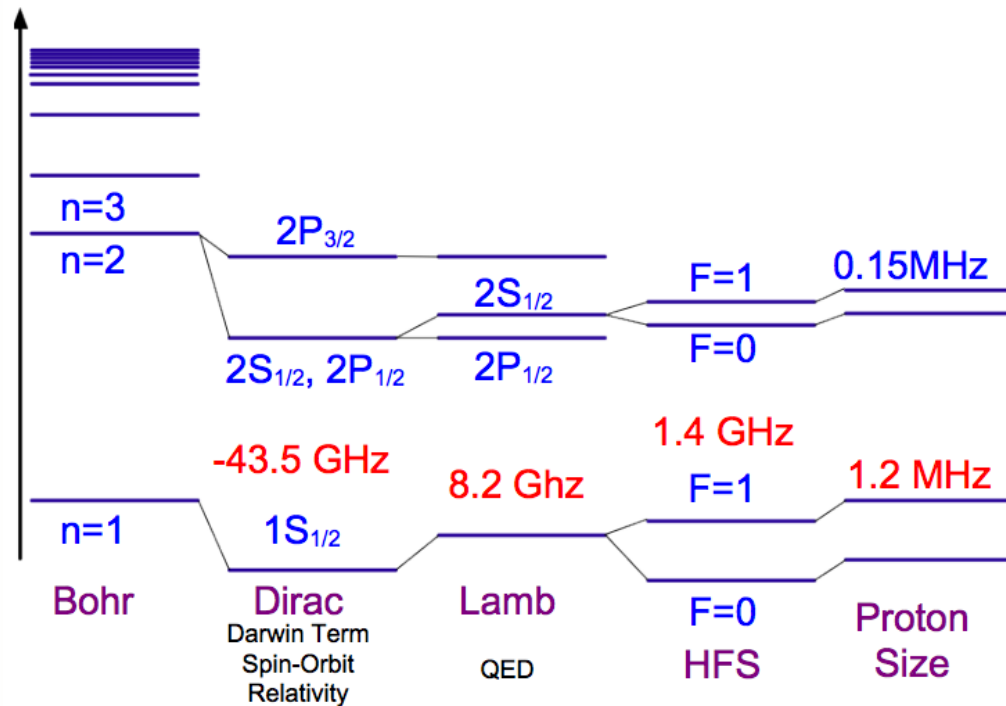 n=3
n=2
n=1
Bohr
2P3/2
2S1/2, 2P1/2
-43.5 GHz
1S1/2
Dirac
Darwin Term
Spin-Orbit
Relativity
2S1/2
2P1/2
8.2 Ghz
Lamb
QED
F=1
F=0
1.4 GHz
F=1
F=0
HFS
0.15MHz
1.2 MHz
Proton
Size